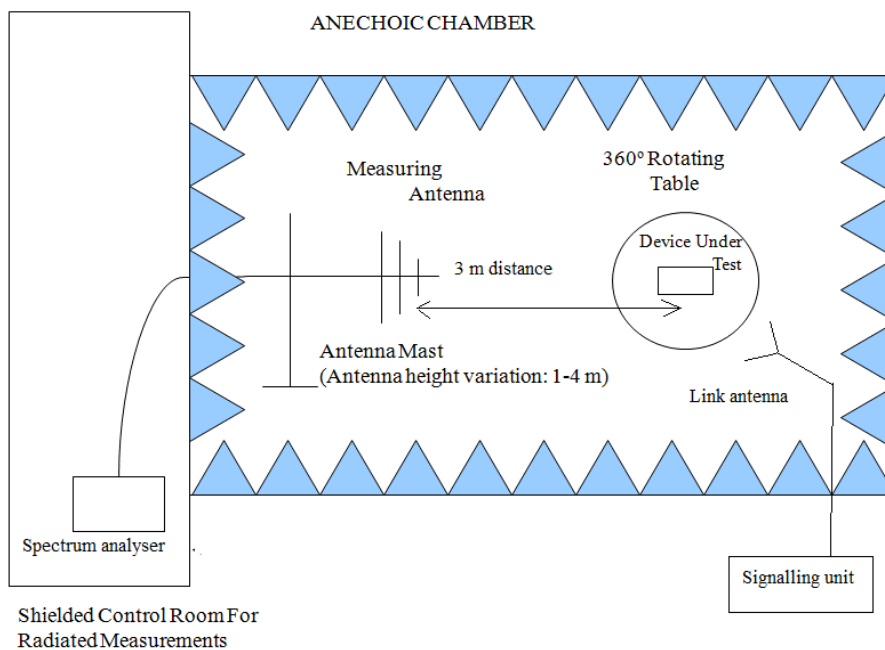 ANECHOIC CHAMBER
360° Rotating
Table
Measuring
Antenna
Device Under
Test
3 m distance
Antenna Mast
(Antenna height variation: 1-4 m)
Link antenna
Spectrum analyser
Signalling unit
Shielded Control Room For
Radiated Measurements